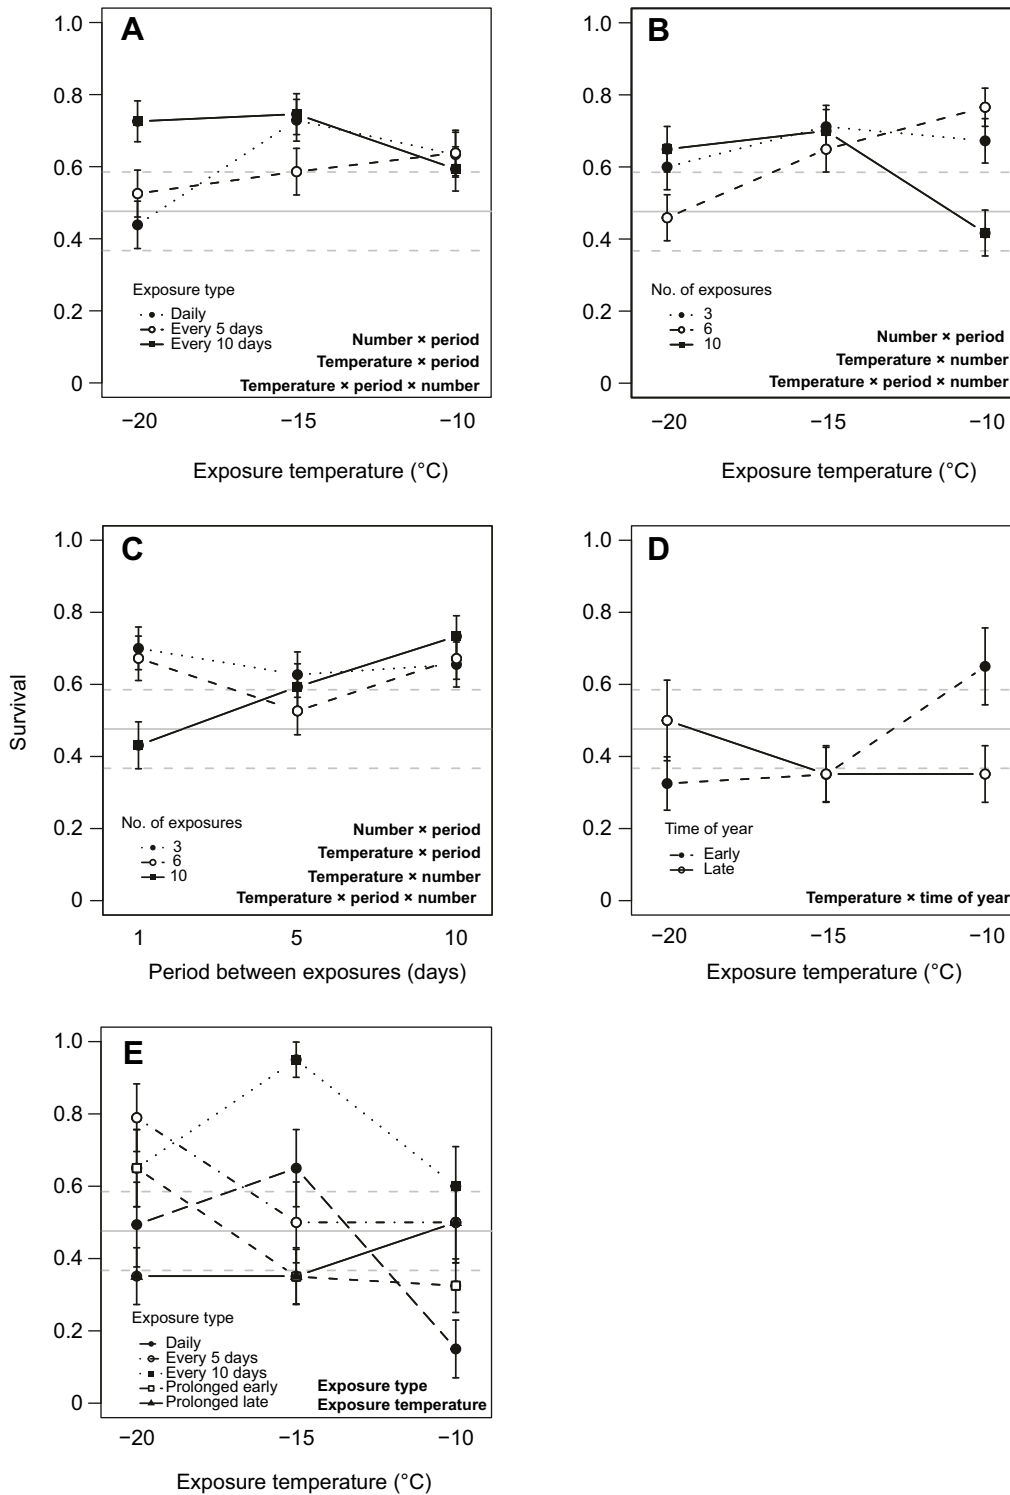 A
1.0
0.8
0.6
0.4
0.2
0
Exposure type
Daily
Every 5 days
Every 10 days
Number × period
Temperature × period
Temperature × period × number
−20
−15
−10
Exposure temperature (°C)
B
1.0
0.8
0.6
0.4
0.2
0
No. of exposures
3
6
10
Number × period
Temperature × number
Temperature × period × number
−20
−15
−10
Exposure temperature (°C)
Survival
C
1.0
0.8
0.6
0.4
0.2
0
No. of exposures
3
6
10
Number × period
Temperature × period
Temperature × number
Temperature × period × number
1
5
10
Period between exposures (days)
D
1.0
0.8
0.6
0.4
0.2
0
Time of year
Early
Late
Temperature × time of year
−20
−15
−10
Exposure temperature (°C)
E
1.0
0.8
0.6
0.4
0.2
0
Exposure type
Daily
Every 5 days
Every 10 days
Prolonged early
Prolonged late
Exposure type
Exposure temperature
−20
−15
−10
Exposure temperature (°C)